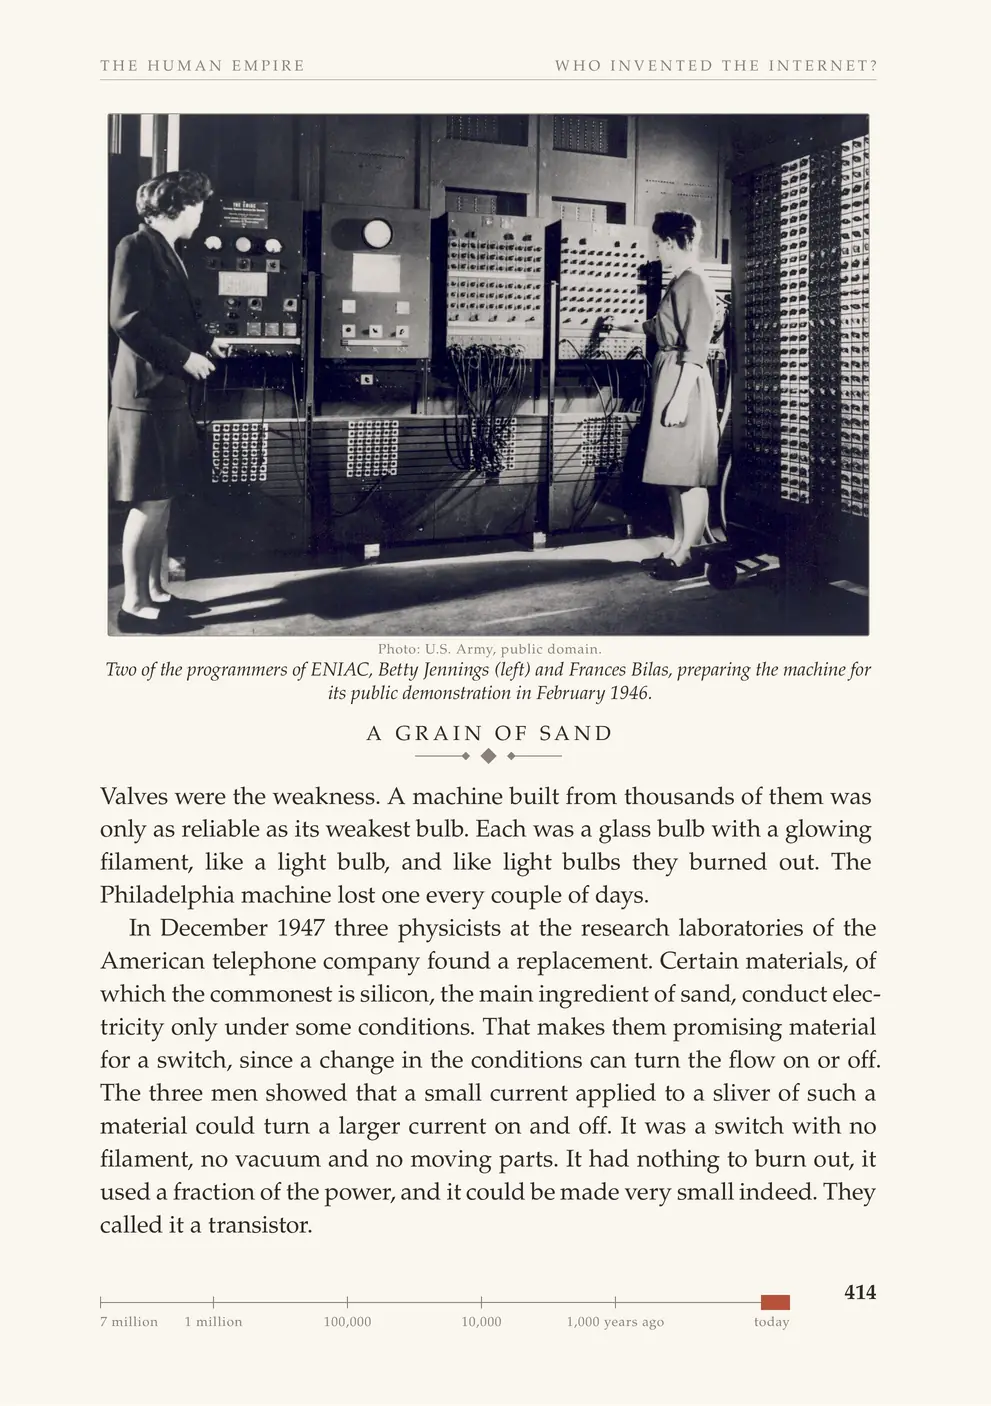 THE HUMAN EMPIRE
WHO INVENTED THE INTERNET?
Photo: U.S. Army, public domain.
Two of the programmers of ENIAC, Betty Jennings (left) and Frances Bilas, preparing the machine for
its public demonstration in February 1946.
A GRAIN OF SAND
Valves were the weakness. A machine built from thousands of them was
only as reliable as its weakest bulb. Each was a glass bulb with a glowing
filament, like a light bulb, and like light bulbs they burned out. The
Philadelphia machine lost one every couple of days.
In December 1947 three physicists at the research laboratories of the
American telephone company found a replacement. Certain materials, of
which the commonest is silicon, the main ingredient of sand, conduct elec-
tricity only under some conditions. That makes them promising material
for a switch, since a change in the conditions can turn the flow on or off.
The three men showed that a small current applied to a sliver of such a
material could turn a larger current on and off. It was a switch with no
filament, no vacuum and no moving parts. It had nothing to burn out, it
used a fraction of the power, and it could be made very small indeed. They
called it a transistor.
414
7 million 1 million 100,000 10,000 1,000 years ago today